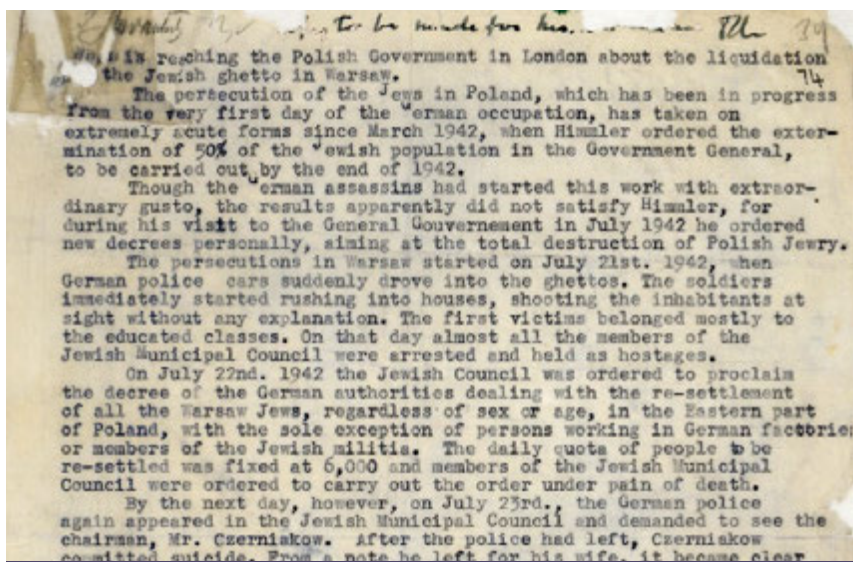 to be made for his
34
is reaching the Polish Government in London about the liquidation
the Jewish ghetto in Warsaw.
74
The persecution of the Jews in Poland, which has been in progress
from the very first day of the German occupation, has taken on
extremely acute forms since March 1942, when Himmler ordered the exter-
mination of 50% of the Jewish population in the Government General,
to be carried out by the end of 1942.
Though the German assassins had started this work with extraor-
dinary gusto, the results apparently did not satisfy Himmler, for
during his visit to the General Gouvernement in July 1942 he ordered
new decrees personally, aiming at the total destruction of Polish Jewry.
The persecutions in Warsaw started on July 21st. 1942, when
German police cars suddenly drove into the ghettos. The soldiers
immediately started rushing into houses, shooting the inhabitants at
sight without any explanation. The first victims belonged mostly to
the educated classes. On that day almost all the members of the
Jewish Municipal Council were arrested and held as hostages.
On July 22nd. 1942 the Jewish Council was ordered to proclaim
the decree of the German authorities dealing with the re-settlement
of all the Warsaw Jews, regardless of sex or age, in the Eastern part
of Poland, with the sole exception of persons working in German factories
or members of the Jewish militia. The daily quota of people to be
re-settled was fixed at 6,000 and members of the Jewish Municipal
Council were ordered to carry out the order under pain of death.
By the next day, however, on July 23rd., the German police
again appeared in the Jewish Municipal Council and demanded to see the
chairman, Mr. Czerniakow. After the police had left, Czerniakow
committed suicide. From a note he left for his wife, it became clear